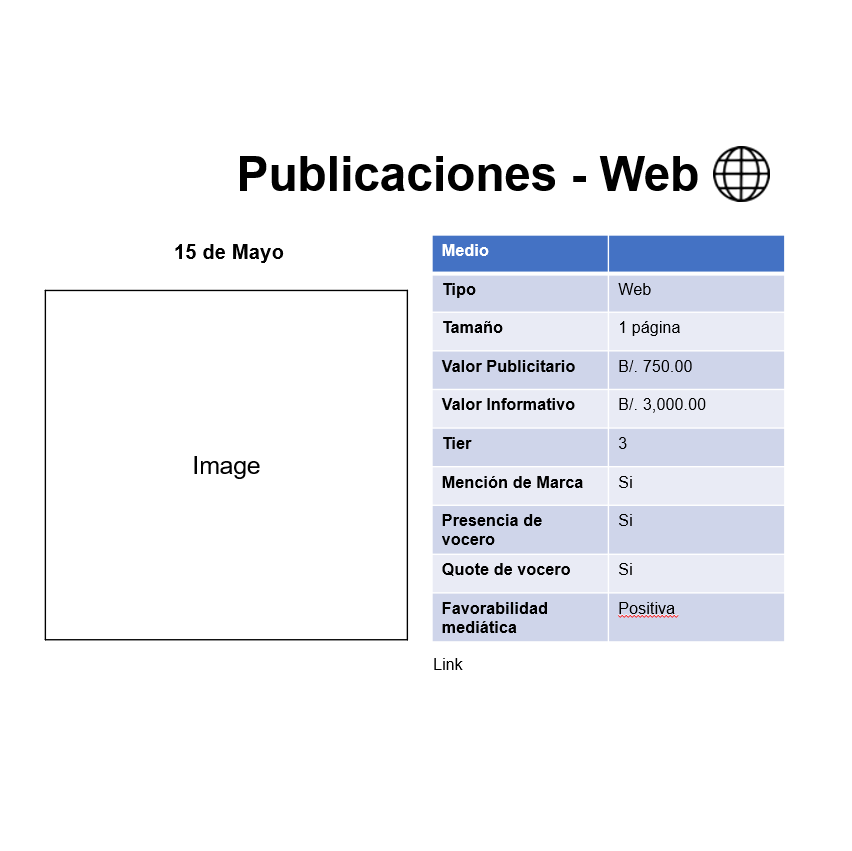 Publicaciones - Web
15 de Mayo
Image
Medio
Tipo Web
Tamaño 1 página
Valor Publicitario B/. 750.00
Valor Informativo B/. 3,000.00
Tier 3
Mención de Marca Si
Presencia de Si
vocero
Quote de vocero Si
Favorabilidad Positiva
mediática
Link